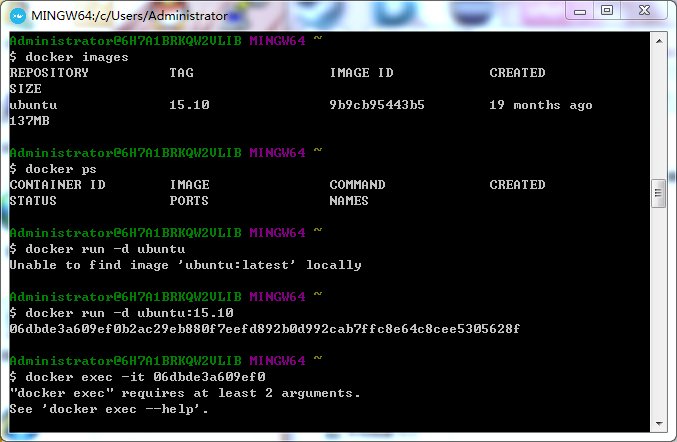 MINGW64:/c/Users/Administrator
Administrator@6H7A1BRKQW2VLIB MINGW64 ~
$ docker images
REPOSITORY TAG IMAGE ID CREATED
SIZE
ubuntu 15.10 9b9cb95443b5 19 months ago
137MB
Administrator@6H7A1BRKQW2VLIB MINGW64 ~
$ docker ps
CONTAINER ID IMAGE COMMAND CREATED
STATUS PORTS NAMES
Administrator@6H7A1BRKQW2VLIB MINGW64 ~
$ docker run -d ubuntu
Unable to find image 'ubuntu:latest' locally
Administrator@6H7A1BRKQW2VLIB MINGW64 ~
$ docker run -d ubuntu:15.10
06dbde3a609ef0b2ac29eb880f7eefd892b0d992cab7ffc8e64c8cee5305628f
Administrator@6H7A1BRKQW2VLIB MINGW64 ~
$ docker exec -it 06dbde3a609ef0
"docker exec" requires at least 2 arguments.
See 'docker exec --help'.